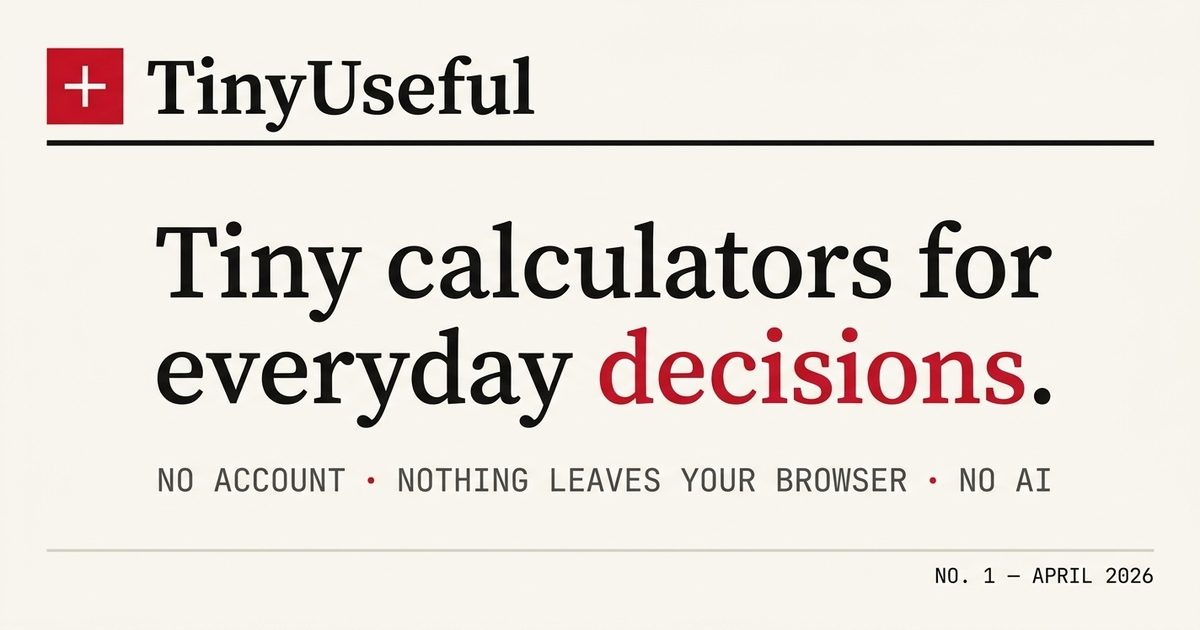 TinyUseful
Tiny calculators for
everyday decisions.
NO ACCOUNT • NOTHING LEAVES YOUR BROWSER • NO AI
NO. 1 — APRIL 2026